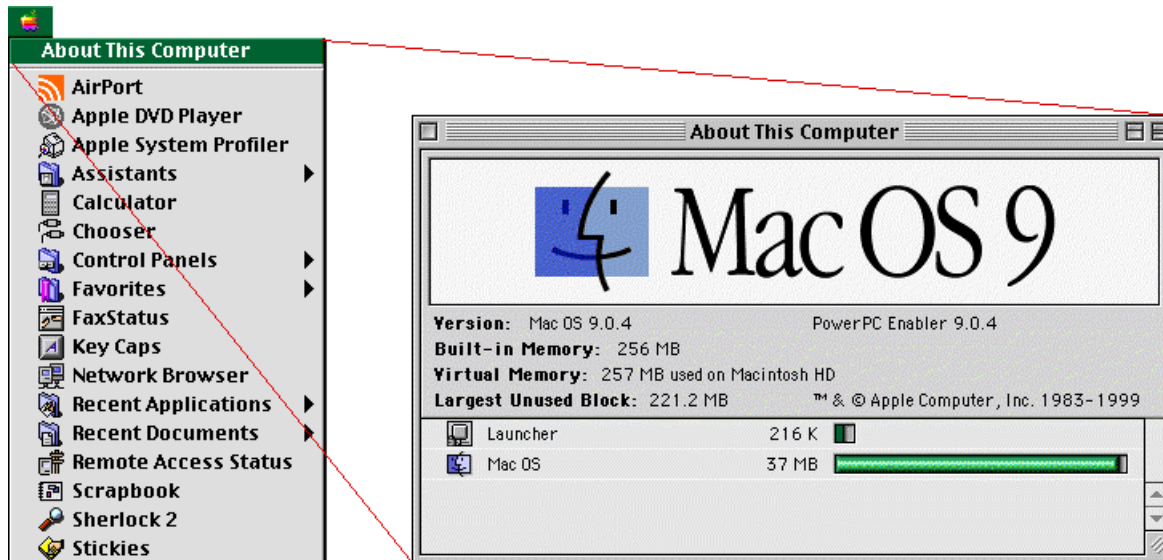 About This Computer
AirPort
Apple DVD Player
Apple System Profiler
Assistants
Calculator
Chooser
Control Panels
Favorites
FaxStatus
Key Caps
Network Browser
Recent Applications
Recent Documents
Remote Access Status
Scrapbook
Sherlock 2
Stickies
About This Computer
Mac OS 9
Version: Mac OS 9.0.4 PowerPC Enabler 9.0.4
Built-in Memory: 256 MB
Virtual Memory: 257 MB used on Macintosh HD
Largest Unused Block: 221.2 MB ™ & © Apple Computer, Inc. 1983-1999
Launcher 216 K
Mac OS 37 MB